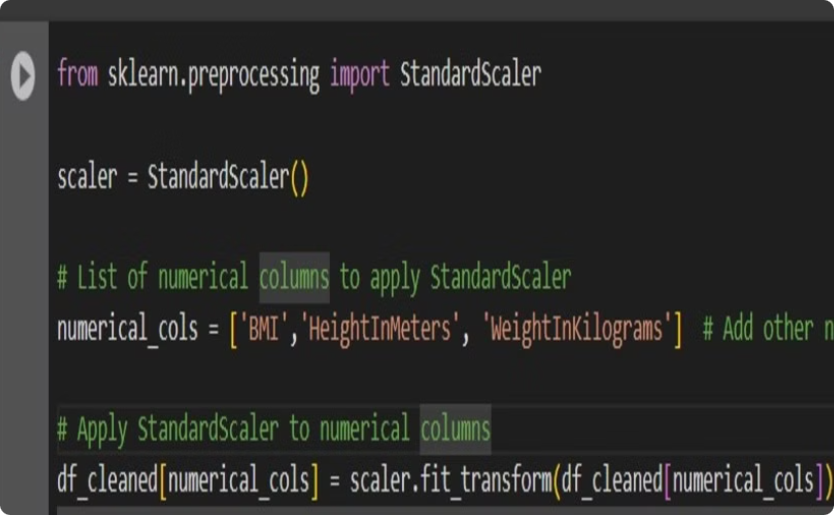 from sklearn.preprocessing import StandardScaler
scaler = StandardScaler()
# List of numerical columns to apply StandardScaler
numerical_cols = ['BMI','HeightInMeters', 'WeightInKilograms'] # Add other n
# Apply StandardScaler to numerical columns
df_cleaned[numerical_cols] = scaler.fit_transform(df_cleaned[numerical_cols])